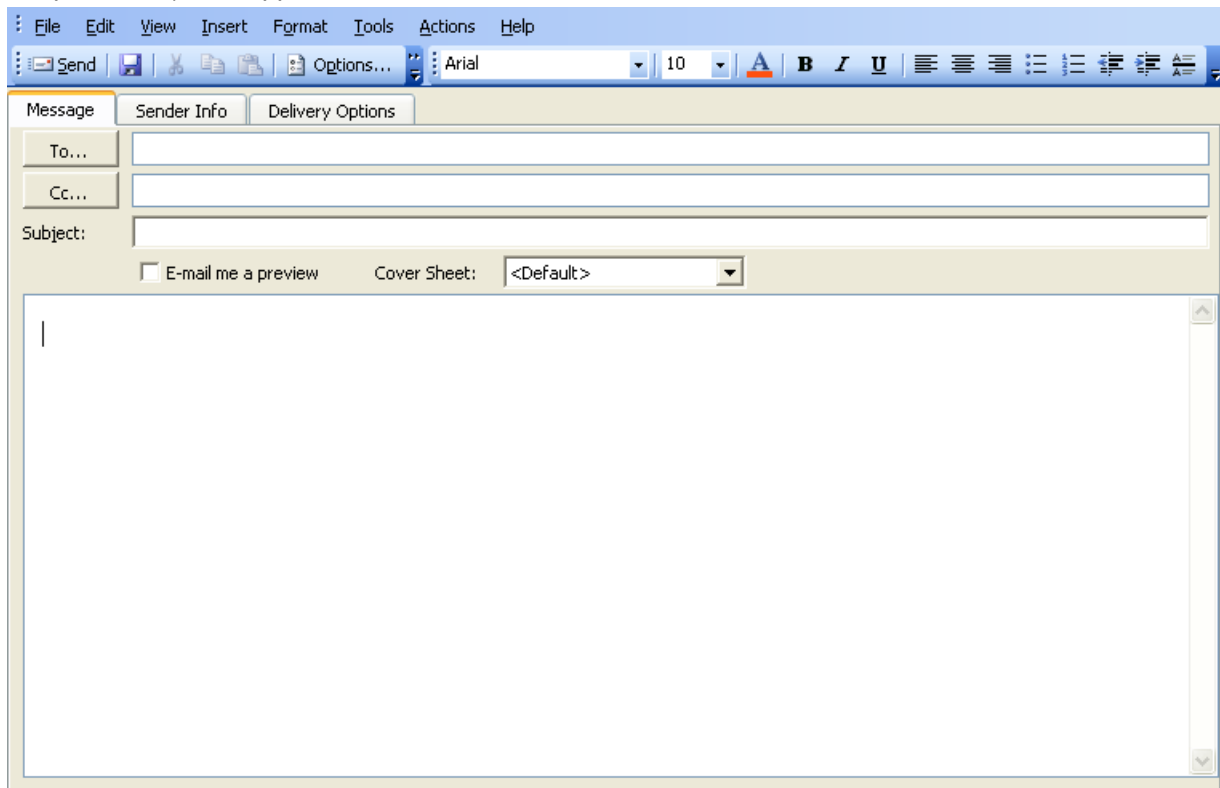 File Edit View Insert Format Tools Actions Help
Send Options... Arial 10 A B I U
Message Sender Info Delivery Options
To...
Cc...
Subject:
E-mail me a preview Cover Sheet: <Default>